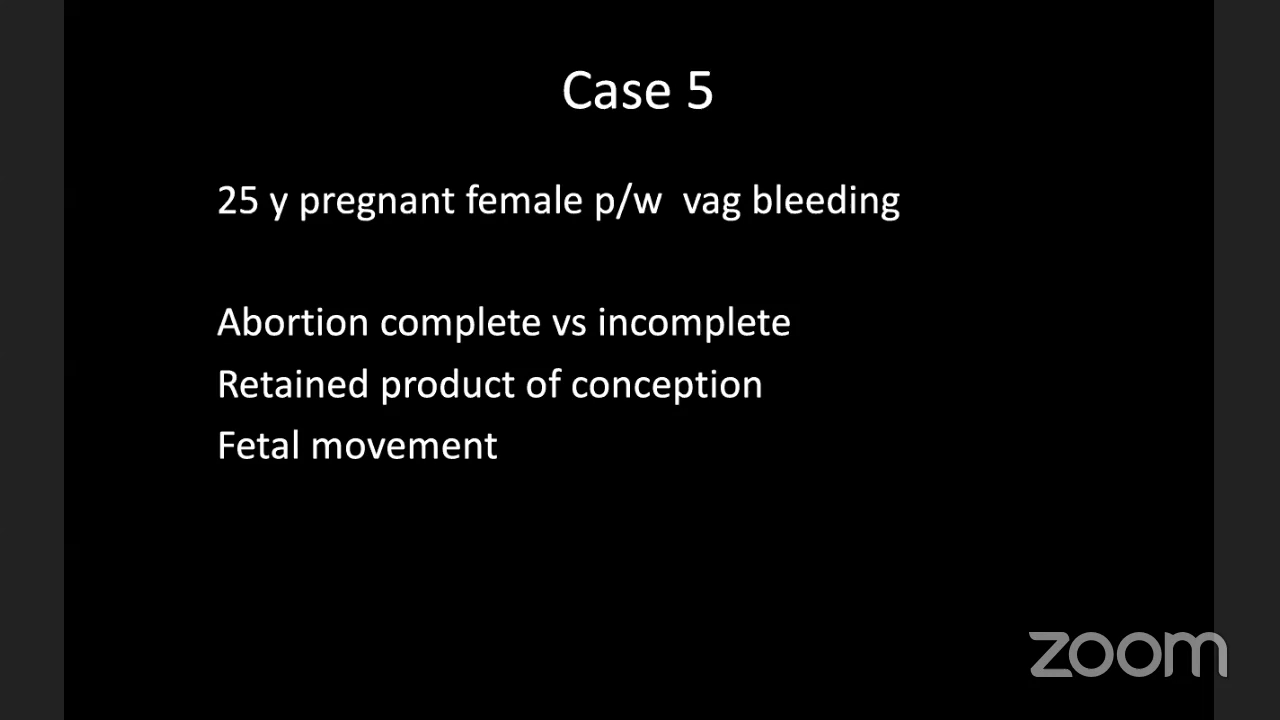 Case 5
25 y pregnant female p/w  vag bleeding
Abortion complete vs incomplete
Retained product of conception
Fetal movement
zoom